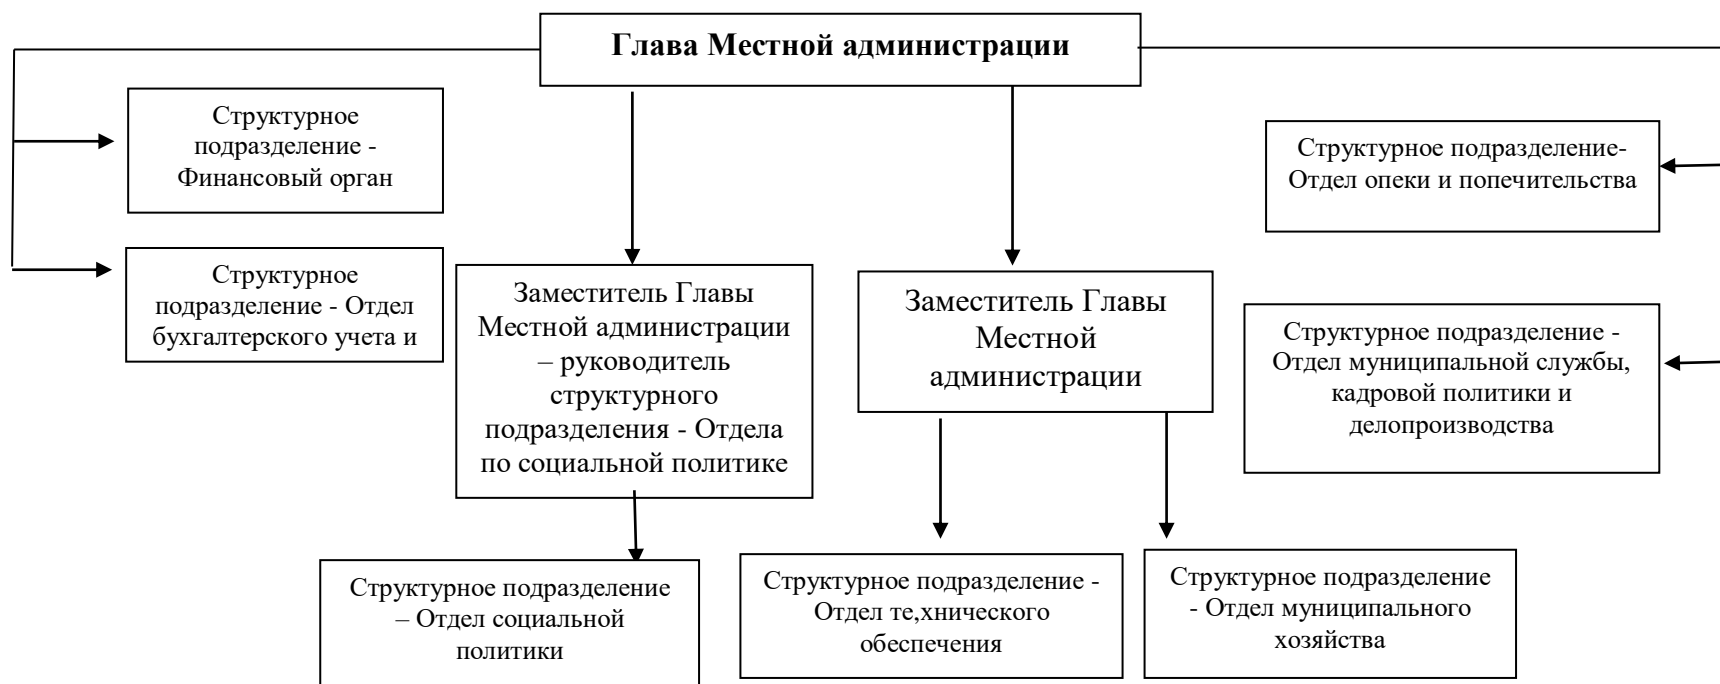 Глава Местной администрации
Структурное
подразделение -
Финансовый орган
Структурное подразделение-
Отдел опеки и попечительства
Структурное
подразделение - Отдел
бухгалтерского учета и
Заместитель Главы
Местной администрации
– руководитель
структурного
подразделения - Отдела
по социальной политике
Заместитель Главы
Местной
администрации
Структурное подразделение -
Отдел муниципальной службы,
кадровой политики и
делопроизводства
Структурное подразделение
– Отдел социальной
политики
Структурное подразделение -
Отдел те,хнического
обеспечения
Структурное подразделение
- Отдел муниципального
хозяйства